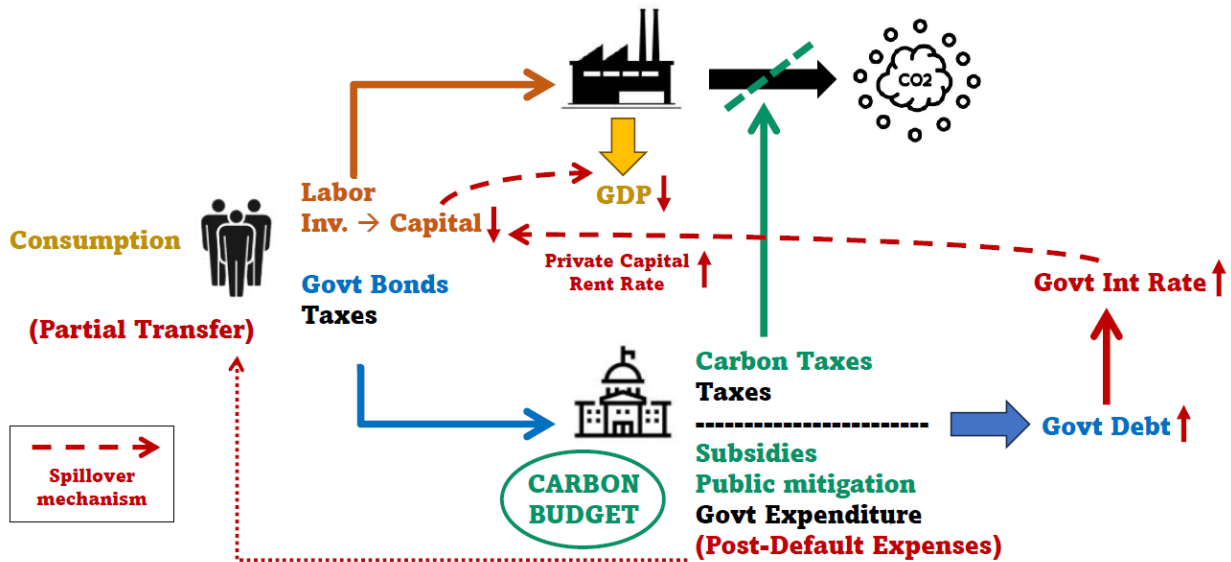 CO2
Labor
Inv. → Capital
GDP
Consumption
Private Capital
Rent Rate
Govt Int Rate
Govt Bonds
Taxes
(Partial Transfer)
Carbon Taxes
Taxes
------------------------
Govt Debt
Subsidies
Public mitigation
Govt Expenditure
(Post-Default Expenses)
CARBON
BUDGET
Spillover
mechanism